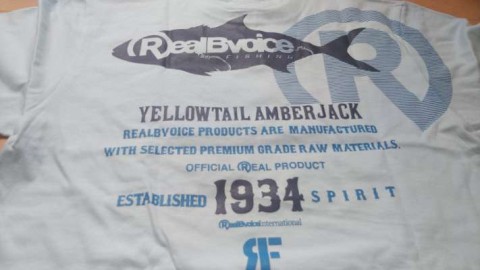 RealBvoice
FISHING
YELLOWTAIL AMBERJACK
REALBVOICE PRODUCTS ARE MANUFACTURED
WITH SELECTED PREMIUM GRADE RAW MATERIALS.
OFFICIAL REAL PRODUCT
ESTABLISHED 1934 SPIRIT
RealBvoice International
RF